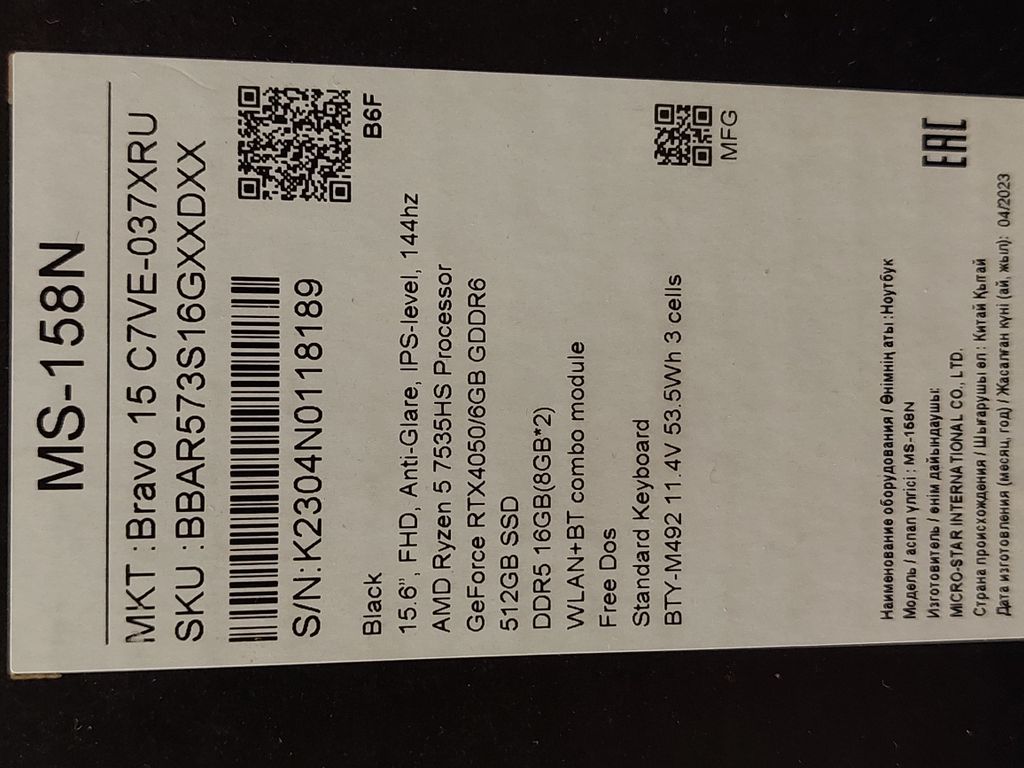 MS-158N
MKT :Bravo 15 C7VE-037XRU
SKU :BBAR573S16GXXDXX
B6F
S/N:K2304N0118189
MFG
Black
15.6", FHD, Anti-Glare, IPS-level, 144hz
AMD Ryzen 5 7535HS Processor
GeForce RTX4050/6GB GDDR6
512GB SSD
DDR5 16GB(8GB*2)
WLAN+BT combo module
Free Dos
Standard Keyboard
BTY-M492 11.4V 53.5Wh 3 cells
EAC
Наименование оборудования / Өнімнің аты :Ноутбук
Модель / аспап үлгісі : MS-158N
Изготовитель / өнім дайындаушы:
MICRO-STAR INTERNATIONAL CO., LTD.
Страна происхождения / Шығарушы ел : Китай Қытай
Дата изготовления (месяц, год) / Жасалған күні (ай, жыл): 04/2023